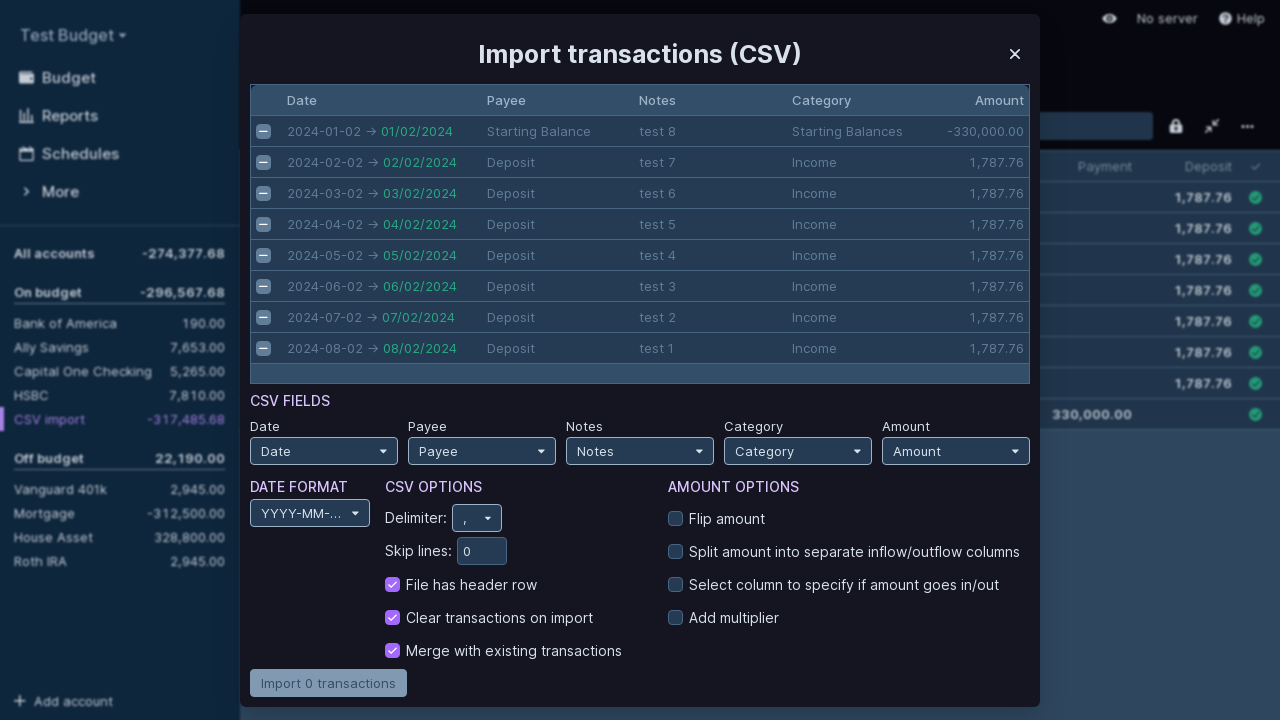 Test Budget
Budget
Reports
Schedules
More
All accounts -274,377.68
On budget -296,567.68
Bank of America 190.00
Ally Savings 7,653.00
Capital One Checking 5,265.00
HSBC 7,810.00
CSV import -317,485.68
Off budget 22,190.00
Vanguard 401k 2,945.00
Mortgage -312,500.00
House Asset 328,800.00
Roth IRA 2,945.00
Add account
No server Help
Payment Deposit
1,787.76
1,787.76
1,787.76
1,787.76
1,787.76
1,787.76
1,787.76
330,000.00
Import transactions (CSV)
Date Payee Notes Category Amount
2024-01-02 → 01/02/2024 Starting Balance test 8 Starting Balances -330,000.00
2024-02-02 → 02/02/2024 Deposit test 7 Income 1,787.76
2024-03-02 → 03/02/2024 Deposit test 6 Income 1,787.76
2024-04-02 → 04/02/2024 Deposit test 5 Income 1,787.76
2024-05-02 → 05/02/2024 Deposit test 4 Income 1,787.76
2024-06-02 → 06/02/2024 Deposit test 3 Income 1,787.76
2024-07-02 → 07/02/2024 Deposit test 2 Income 1,787.76
2024-08-02 → 08/02/2024 Deposit test 1 Income 1,787.76
CSV FIELDS
Date Payee Notes Category Amount
Date Payee Notes Category Amount
DATE FORMAT
YYYY-MM-...
CSV OPTIONS
Delimiter: ,
Skip lines: 0
File has header row
Clear transactions on import
Merge with existing transactions
AMOUNT OPTIONS
Flip amount
Split amount into separate inflow/outflow columns
Select column to specify if amount goes in/out
Add multiplier
Import 0 transactions